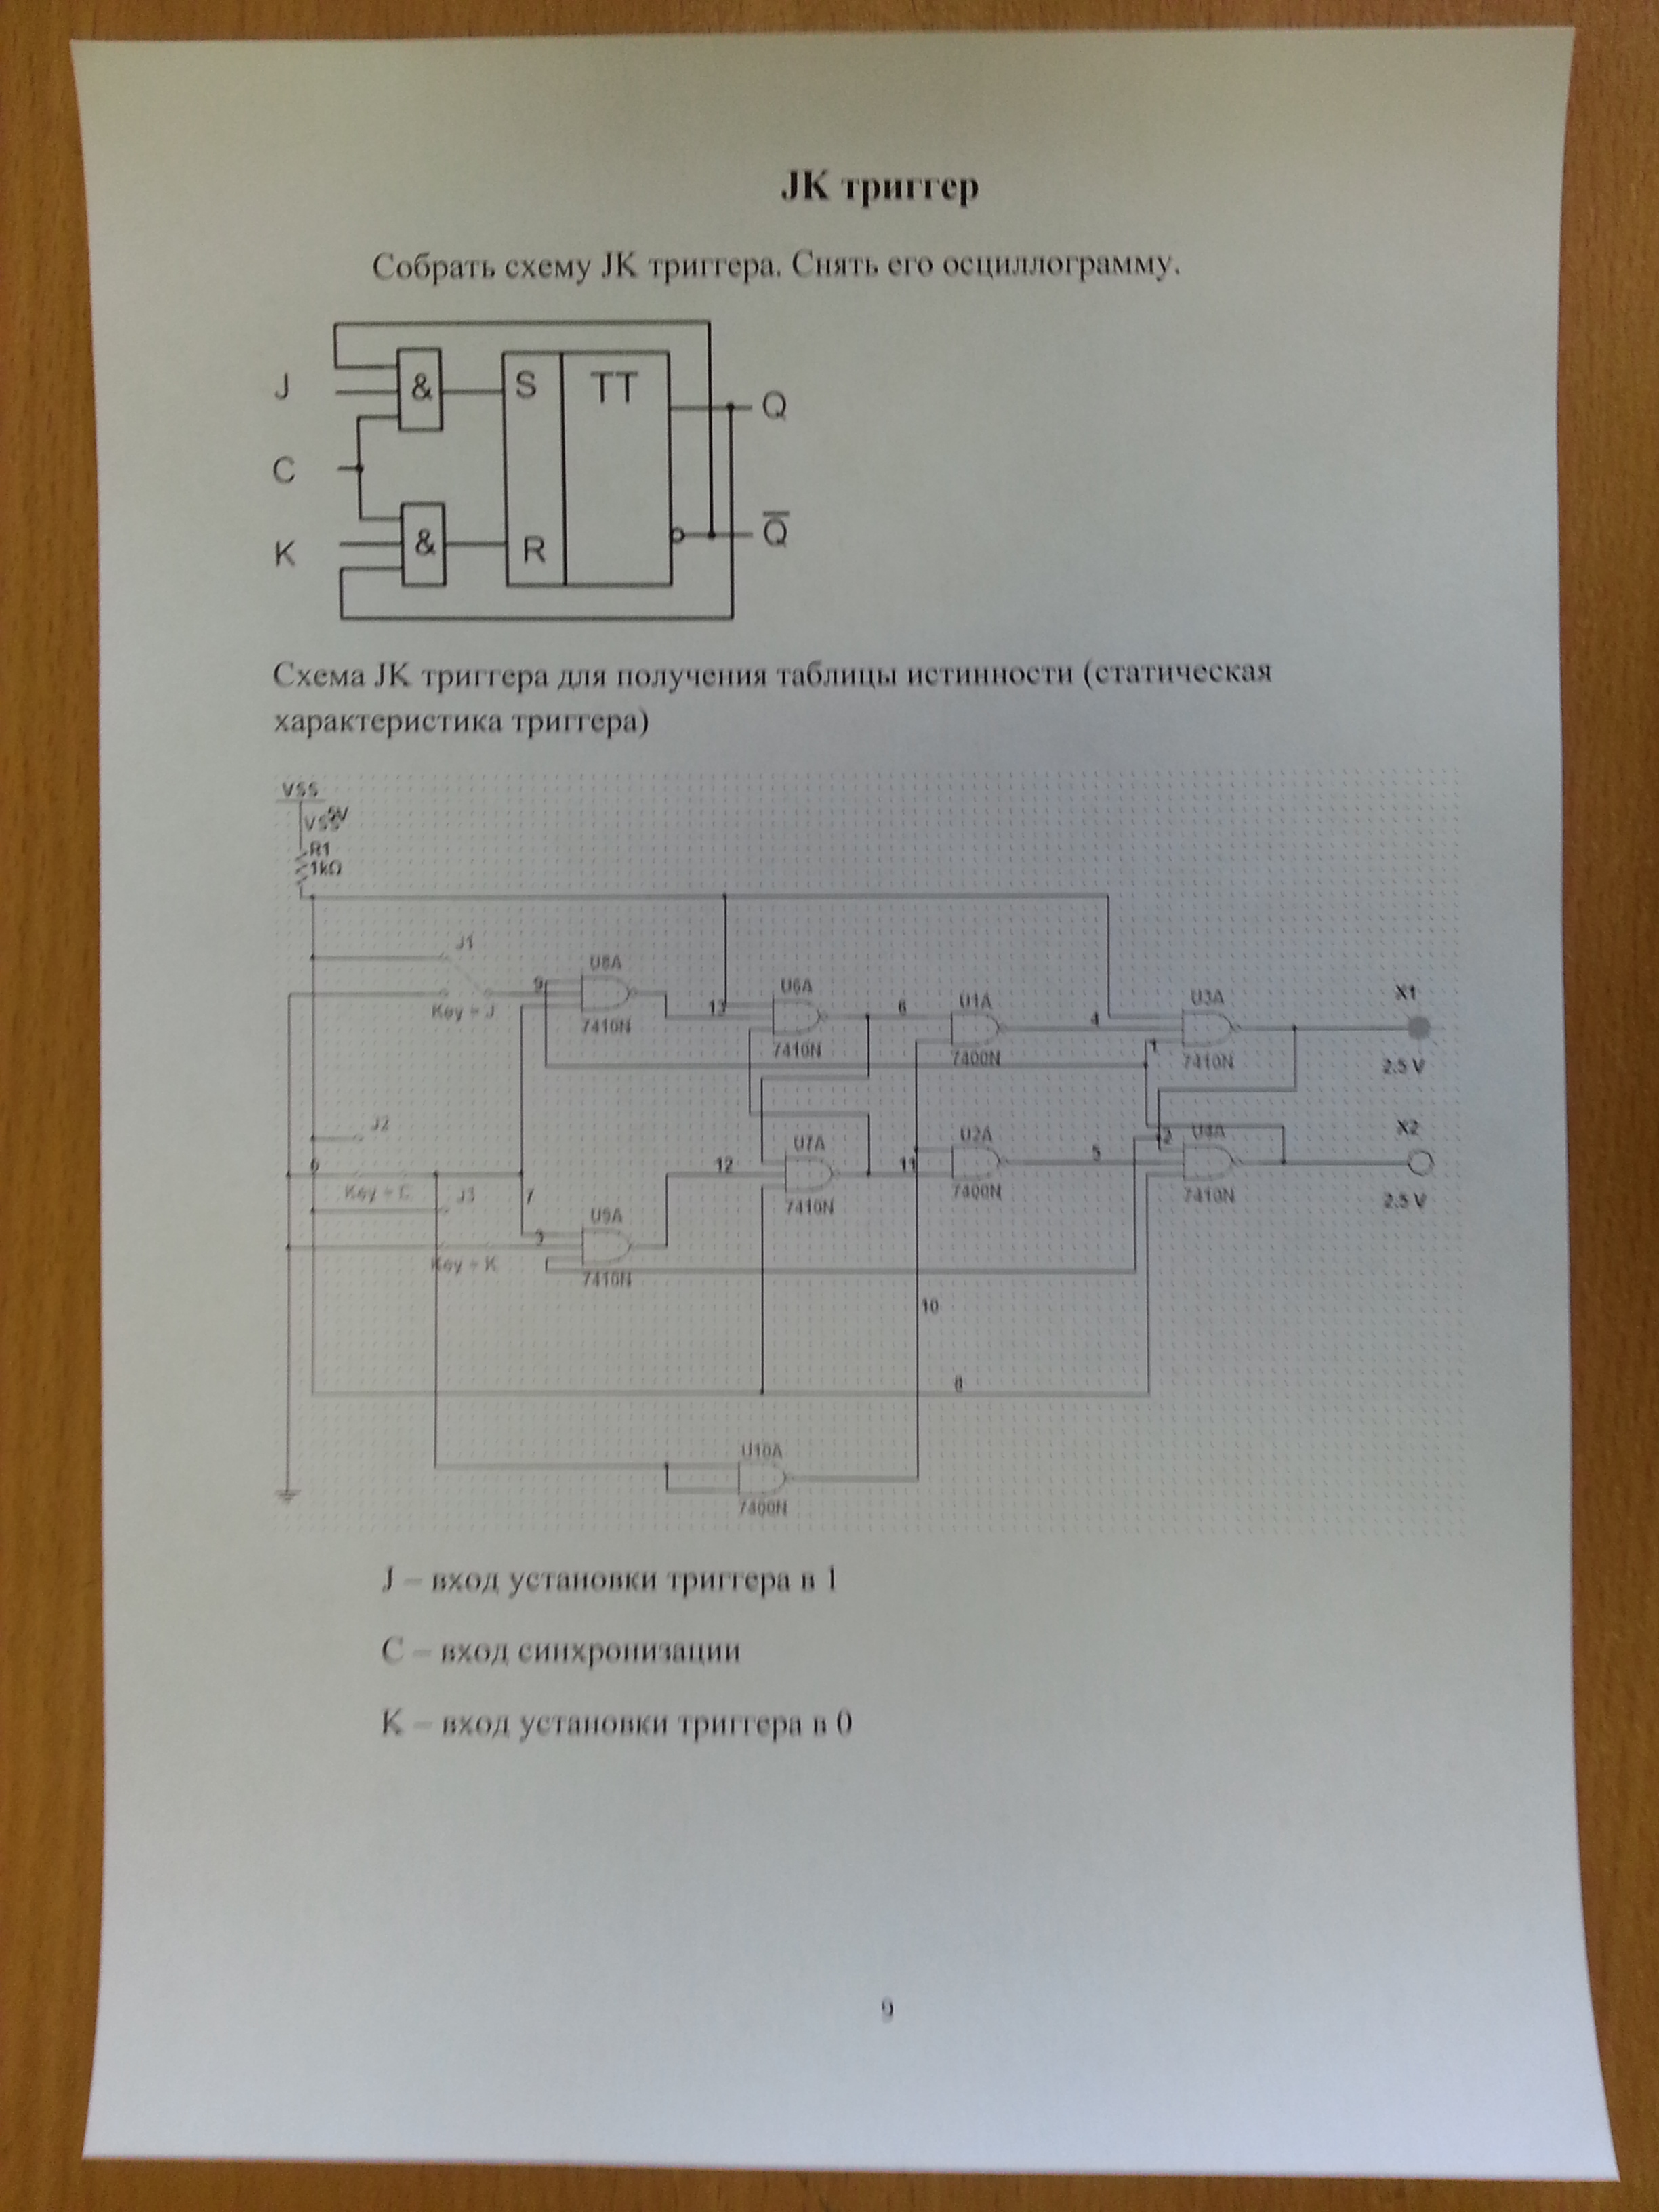 JK триггер
Собрать схему JK триггера. Снять его осциллограмму.
J
&
S
TT
Q
C
K
&
R
Q̅
Схема JK триггера для получения таблицы истинности (статическая
характеристика триггера)
VSS
VSS 5V
R1
1kΩ
J1
Key = J
9
U8A
7410N
13
U6A
7410N
6
U1A
7400N
4
1
U3A
7410N
X1
2.5 V
J2
0
Key = C
J3
7
12
U7A
7410N
11
U2A
7400N
5
2
U4A
7410N
X2
2.5 V
3
U9A
7410N
Key = K
10
8
U10A
7400N
J – вход установки триггера в 1
C – вход синхронизации
K – вход установки триггера в 0
9